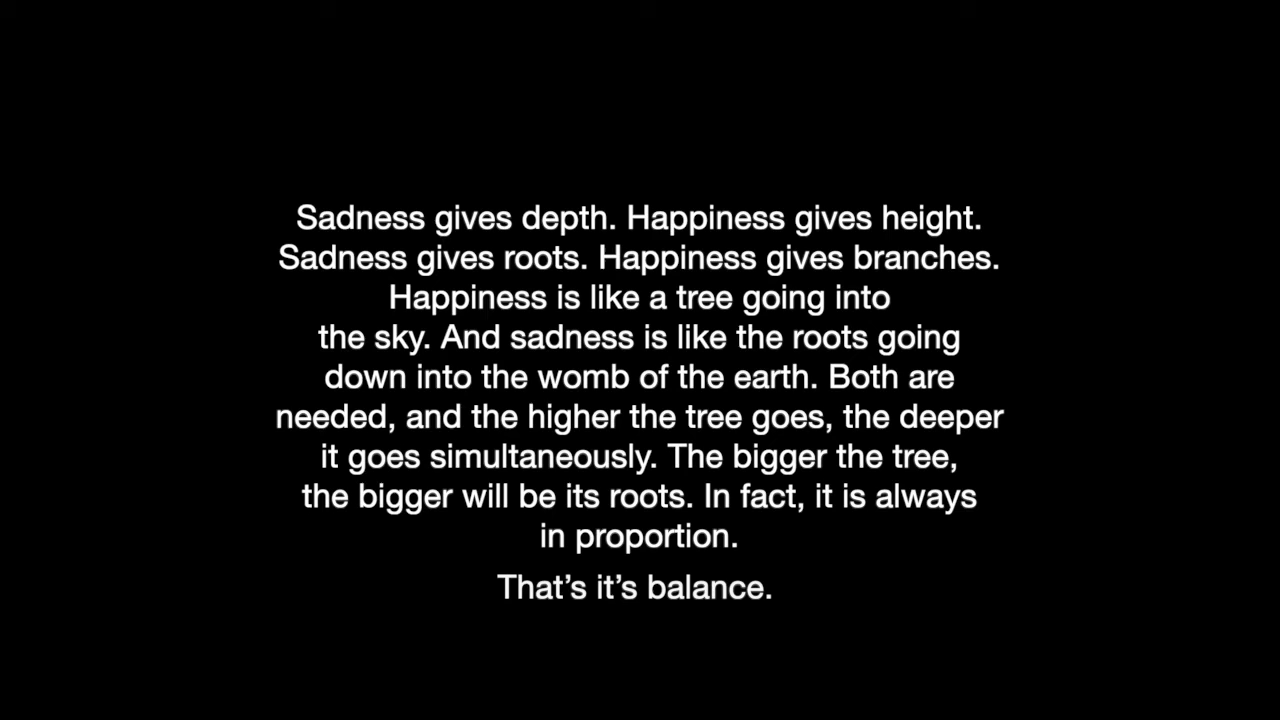 Sadness gives depth. Happiness gives height.
Sadness gives roots. Happiness gives branches.
Happiness is like a tree going into
the sky. And sadness is like the roots going
down into the womb of the earth. Both are
needed, and the higher the tree goes, the deeper
it goes simultaneously. The bigger the tree,
the bigger will be its roots. In fact, it is always
in proportion.
That’s it’s balance.